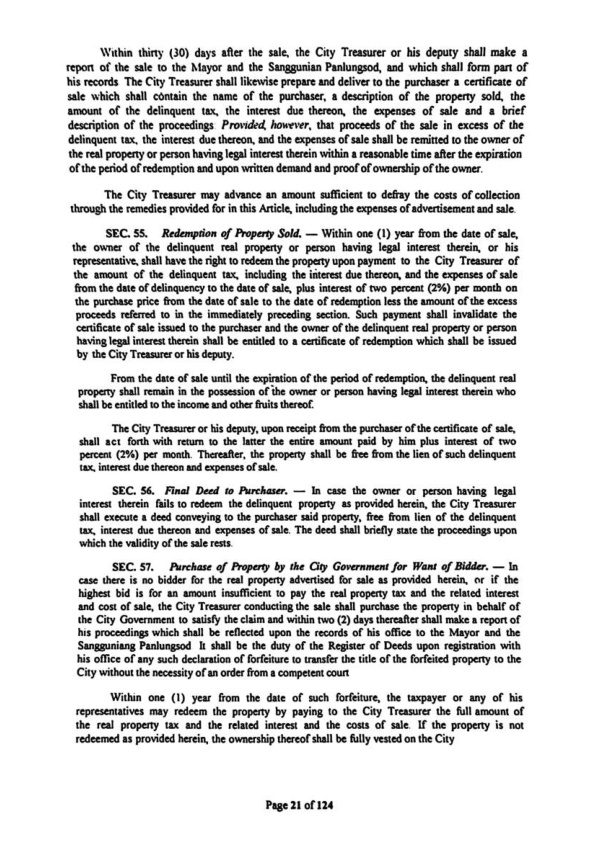 Within thirty (30) days after the sale, the City Treasurer or his deputy shall make a
report of the sale to the Mayor and the Sanggunian Panlungsod, and which shall form part of
his records The City Treasurer shall likewise prepare and deliver to the purchaser a certificate of
sale which shall contain the name of the purchaser, a description of the property sold, the
amount of the delinquent tax, the interest due thereon, the expenses of sale and a brief
description of the proceedings Provided, however, that proceeds of the sale in excess of the
delinquent tax, the interest due thereon, and the expenses of sale shall be remitted to the owner of
the real property or person having legal interest therein within a reasonable time after the expiration
of the period of redemption and upon written demand and proof of ownership of the owner.
The City Treasurer may advance an amount sufficient to defray the costs of collection
through the remedies provided for in this Article, including the expenses of advertisement and sale.
SEC. 55. Redemption of Property Sold. — Within one (1) year from the date of sale,
the owner of the delinquent real property or person having legal interest therein, or his
representative, shall have the right to redeem the property upon payment to the City Treasurer of
the amount of the delinquent tax, including the interest due thereon, and the expenses of sale
from the date of delinquency to the date of sale, plus interest of two percent (2%) per month on
the purchase price from the date of sale to the date of redemption less the amount of the excess
proceeds referred to in the immediately preceding section. Such payment shall invalidate the
certificate of sale issued to the purchaser and the owner of the delinquent real property or person
having legal interest therein shall be entitled to a certificate of redemption which shall be issued
by the City Treasurer or his deputy.
From the date of sale until the expiration of the period of redemption, the delinquent real
property shall remain in the possession of the owner or person having legal interest therein who
shall be entitled to the income and other fruits thereof.
The City Treasurer or his deputy, upon receipt from the purchaser of the certificate of sale,
shall act forth with return to the latter the entire amount paid by him plus interest of two
percent (2%) per month. Thereafter, the property shall be free from the lien of such delinquent
tax, interest due thereon and expenses of sale.
SEC. 56. Final Deed to Purchaser. — In case the owner or person having legal
interest therein fails to redeem the delinquent property as provided herein, the City Treasurer
shall execute a deed conveying to the purchaser said property, free from lien of the delinquent
tax, interest due thereon and expenses of sale. The deed shall briefly state the proceedings upon
which the validity of the sale rests.
SEC. 57. Purchase of Property by the City Government for Want of Bidder. — In
case there is no bidder for the real property advertised for sale as provided herein, or if the
highest bid is for an amount insufficient to pay the real property tax and the related interest
and cost of sale, the City Treasurer conducting the sale shall purchase the property in behalf of
the City Government to satisfy the claim and within two (2) days thereafter shall make a report of
his proceedings which shall be reflected upon the records of his office to the Mayor and the
Sangguniang Panlungsod It shall be the duty of the Register of Deeds upon registration with
his office of any such declaration of forfeiture to transfer the title of the forfeited property to the
City without the necessity of an order from a competent court
Within one (1) year from the date of such forfeiture, the taxpayer or any of his
representatives may redeem the property by paying to the City Treasurer the full amount of
the real property tax and the related interest and the costs of sale. If the property is not
redeemed as provided herein, the ownership thereof shall be fully vested on the City
Page 21 of 124